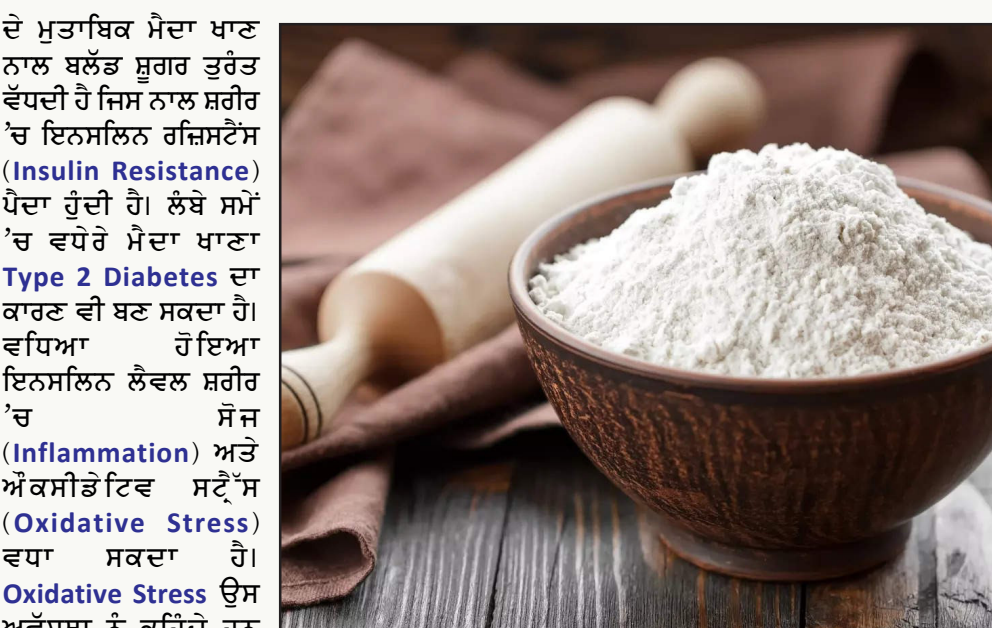 ਦੇ ਮੁਤਾਬਿਕ ਮੈਦਾ ਖਾਣ
ਨਾਲ ਬਲੱਡ ਸ਼ੂਗਰ ਤੁਰੰਤ
ਵੱਧਦੀ ਹੈ ਜਿਸ ਨਾਲ ਸ਼ਰੀਰ
’ਚ ਇਨਸਲਿਨ ਰਜ਼ਿਸਟੈਂਸ
(Insulin Resistance)
ਪੈਦਾ ਹੁੰਦੀ ਹੈ। ਲੰਬੇ ਸਮੇਂ
’ਚ ਵਧੇਰੇ ਮੈਦਾ ਖਾਣਾ
Type 2 Diabetes ਦਾ
ਕਾਰਣ ਵੀ ਬਣ ਸਕਦਾ ਹੈ।
ਵਧਿਆ ਹੋਇਆ
ਇਨਸਲਿਨ ਲੈਵਲ ਸ਼ਰੀਰ
’ਚ ਸੋਜ
(Inflammation) ਅਤੇ
ਔਕਸੀਡੇਟਿਵ ਸਟ੍ਰੈੱਸ
(Oxidative Stress)
ਵਧਾ ਸਕਦਾ ਹੈ।
Oxidative Stress ਉਸ